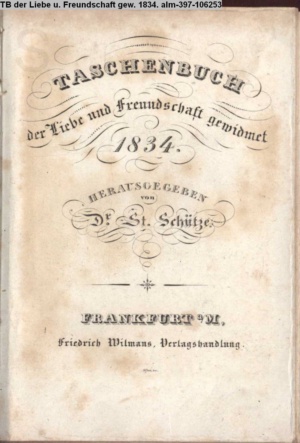 TB der Liebe u. Freundschaft gew. 1834. alm-397-106253
TASCHENBUCH
der Liebe und Freundschaft gewidmet
1834.
HERAUSGEGEBEN
von
Dr. St. Schütze.
FRANKFURT a/M,
Friedrich Wilmans, Verlagshandlung.